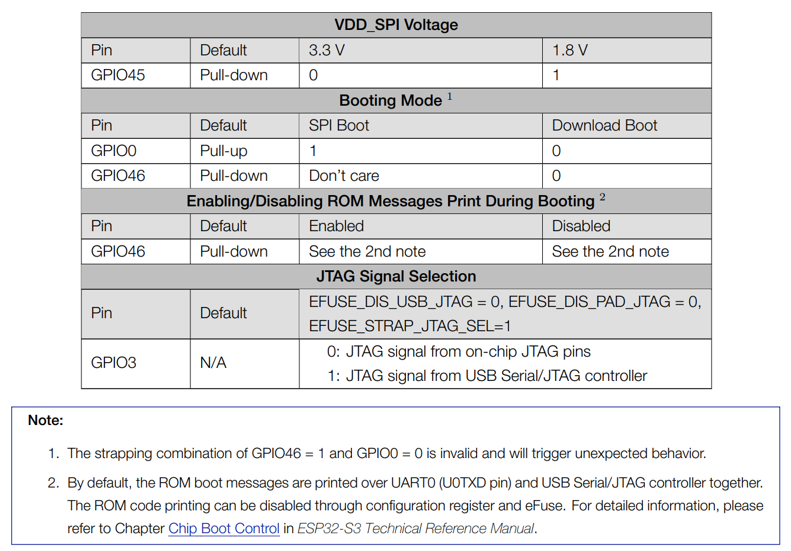 VDD_SPI Voltage
Pin Default 3.3 V 1.8 V
GPIO45 Pull-down 0 1
Booting Mode 1
Pin Default SPI Boot Download Boot
GPIO0 Pull-up 1 0
GPIO46 Pull-down Don’t care 0
Enabling/Disabling ROM Messages Print During Booting 2
Pin Default Enabled Disabled
GPIO46 Pull-down See the 2nd note See the 2nd note
JTAG Signal Selection
Pin Default EFUSE_DIS_USB_JTAG = 0, EFUSE_DIS_PAD_JTAG = 0,
EFUSE_STRAP_JTAG_SEL=1
GPIO3 N/A 0: JTAG signal from on-chip JTAG pins
1: JTAG signal from USB Serial/JTAG controller
Note:
1. The strapping combination of GPIO46 = 1 and GPIO0 = 0 is invalid and will trigger unexpected behavior.
2. By default, the ROM boot messages are printed over UART0 (U0TXD pin) and USB Serial/JTAG controller together.
The ROM code printing can be disabled through configuration register and eFuse. For detailed information, please
refer to Chapter Chip Boot Control in ESP32-S3 Technical Reference Manual.